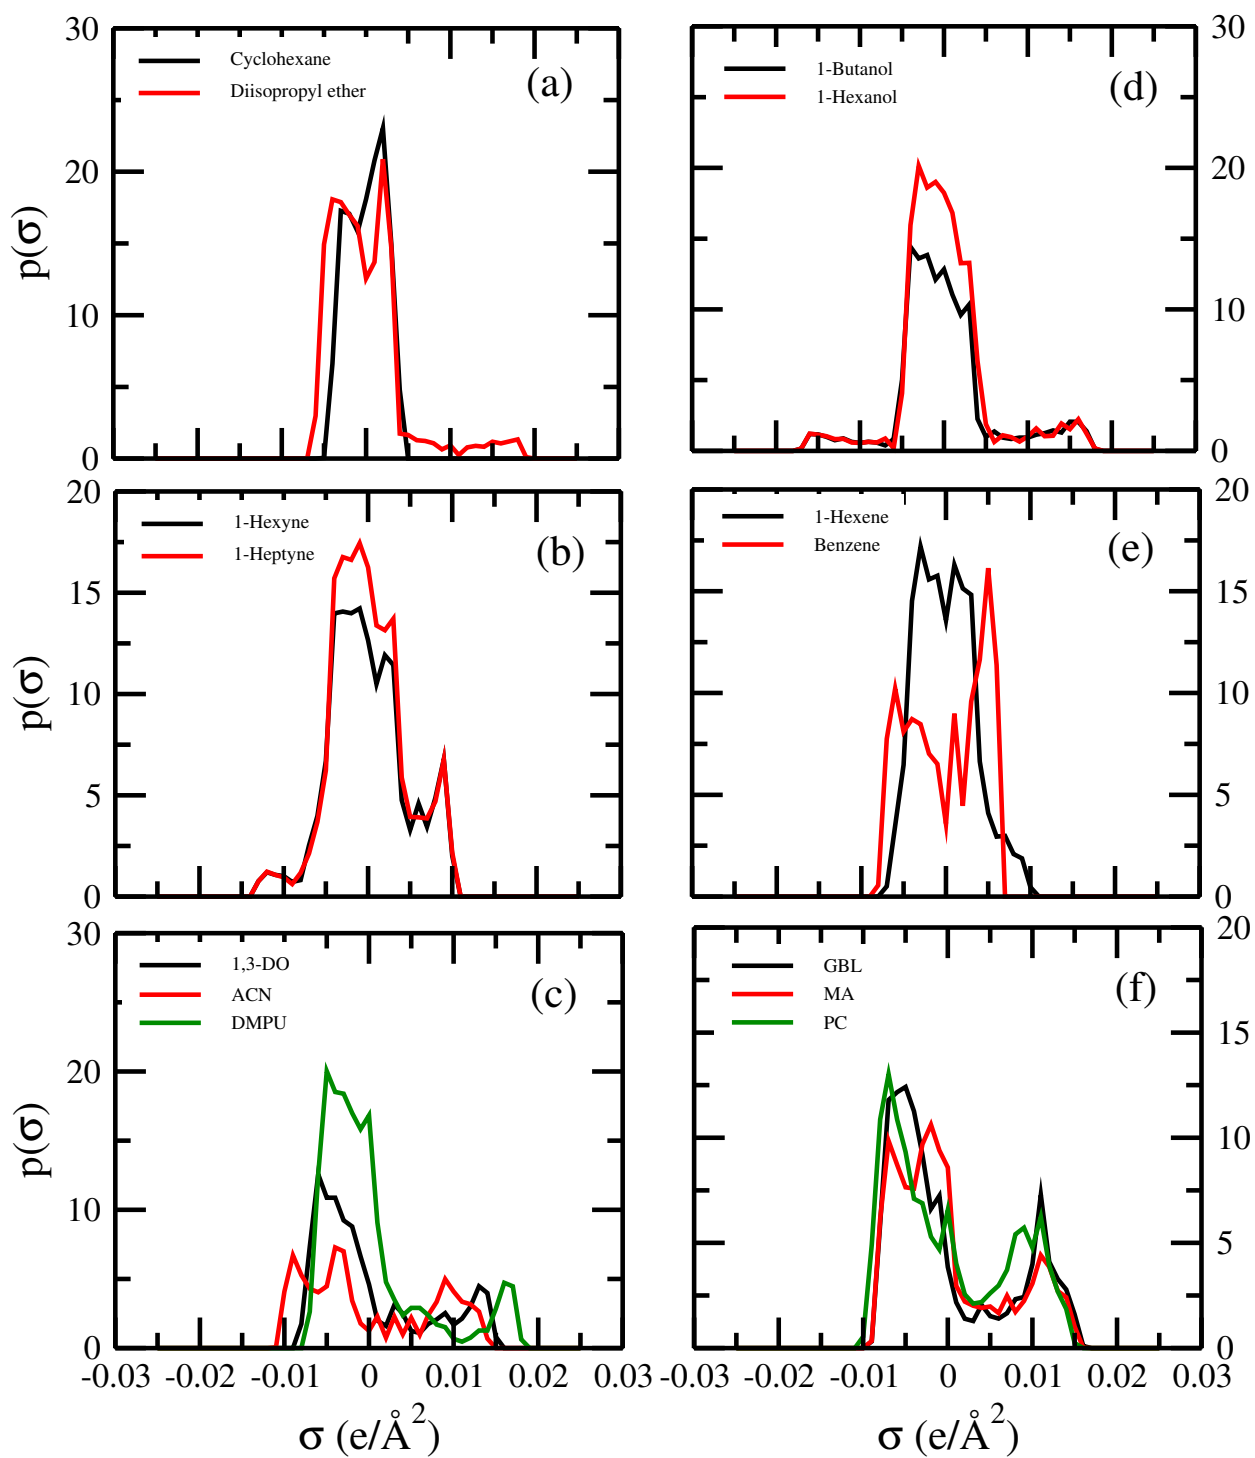 30
20
10
0
p(σ)
Cyclohexane
Diisopropyl ether
(a)
1-Butanol
1-Hexanol
(d)
30
20
10
0
20
15
10
5
0
p(σ)
1-Hexyne
1-Heptyne
(b)
1-Hexene
Benzene
(e)
20
15
10
5
0
30
20
10
0
p(σ)
1,3-DO
ACN
DMPU
(c)
GBL
MA
PC
(f)
20
15
10
5
0
-0.03 -0.02 -0.01 0 0.01 0.02
-0.03 -0.02 -0.01 0 0.01 0.02 0.03
σ (e/Å²)
σ (e/Å²)